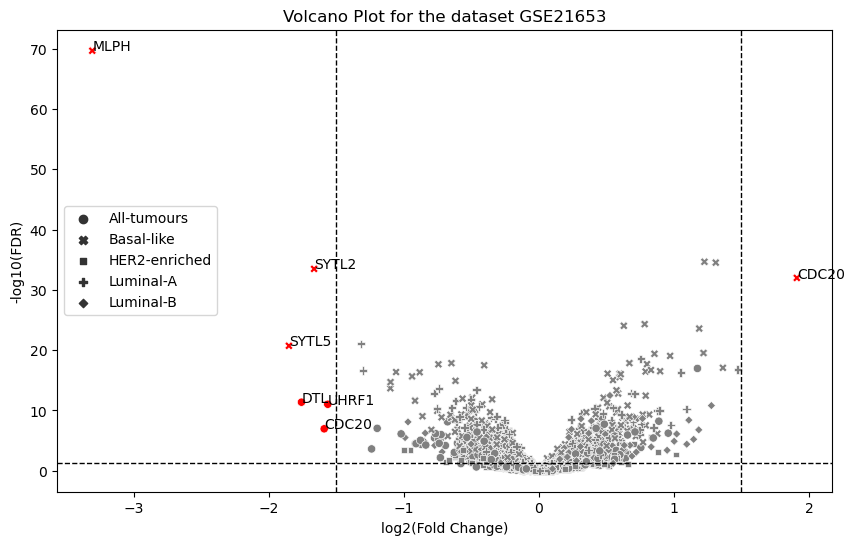 Volcano Plot for the dataset GSE21653
-log10(FDR)
70
60
50
40
30
20
10
0
MLPH
SYTL2
CDC20
SYTL5
DTL
UHRF1
CDC20
All-tumours
Basal-like
HER2-enriched
Luminal-A
Luminal-B
−3
−2
−1
0
1
2
log2(Fold Change)